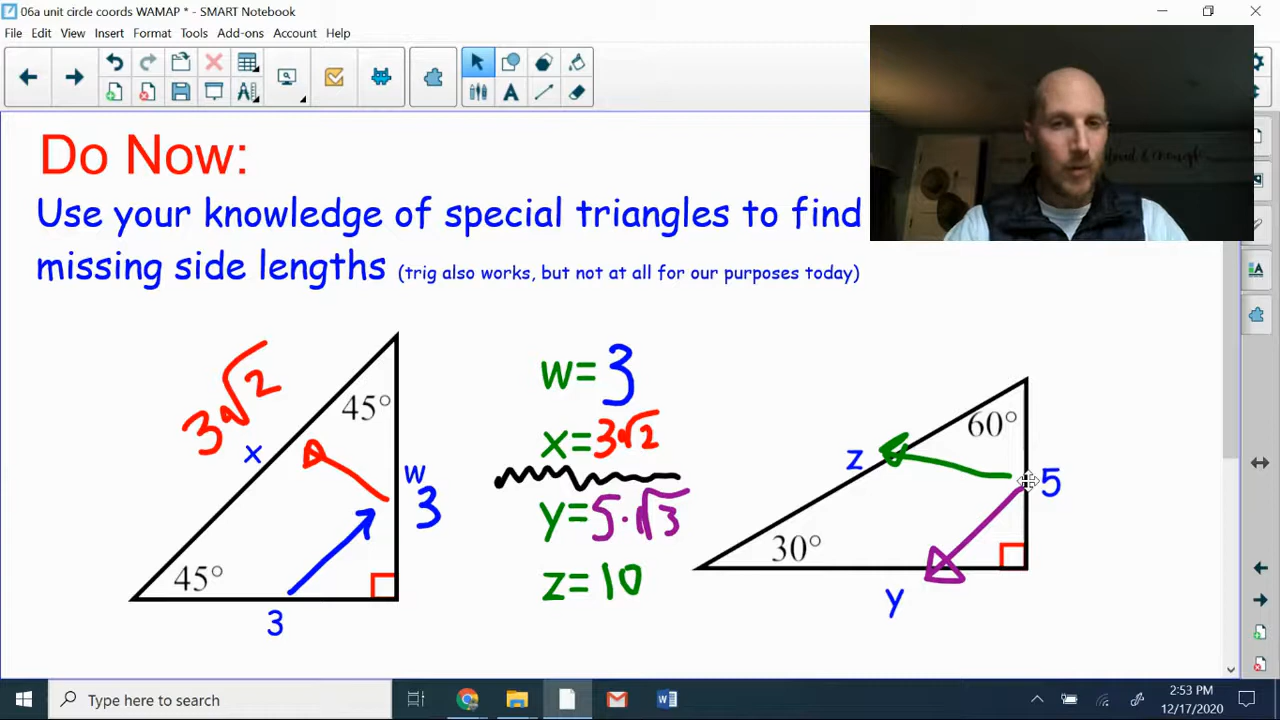 06a unit circle coords WAMAP * - SMART Notebook
File Edit View Insert Format Tools Add-ons Account Help
Do Now:
Use your knowledge of special triangles to find
missing side lengths (trig also works, but not at all for our purposes today)
3√2
x
45°
45°
w
3
3
w=3
x=3√2
y=5·√3
z=10
z
60°
5
30°
y
Type here to search
2:53 PM
12/17/2020